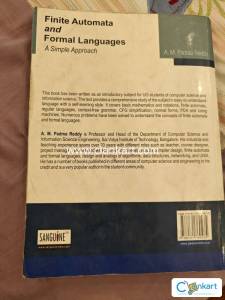 Finite Automata
and
Formal Languages
A Simple Approach
A. M. Padma Reddy
This book has been written as an introductory subject for UG students of computer science and
information science. The text provides a comprehensive study of the subject in easy to understand
language with a self-learning style. It covers basic mathematics and notations, finite automata,
regular languages, context-free grammar, CFG simplification, normal forms, PDA and turing
machines. Numerous problems have been solved to understand the concepts of finite automata
and formal languages.
A. M. Padma Reddy is Professor and Head of the Department of Computer Science and
Information Science Engineering, Sai Vidya Institute of Technology, Bangalore. His industrial and
teaching experience spans over 20 years with different roles such as teacher, course designer,
project
and formal languages, design and analysis of algorithms, data structures, networking, and UNIX.
He has a number of books published in different areas of computer science and engineering to his
credit and is a very popular author in the student community.
SANGUINE
Clankart